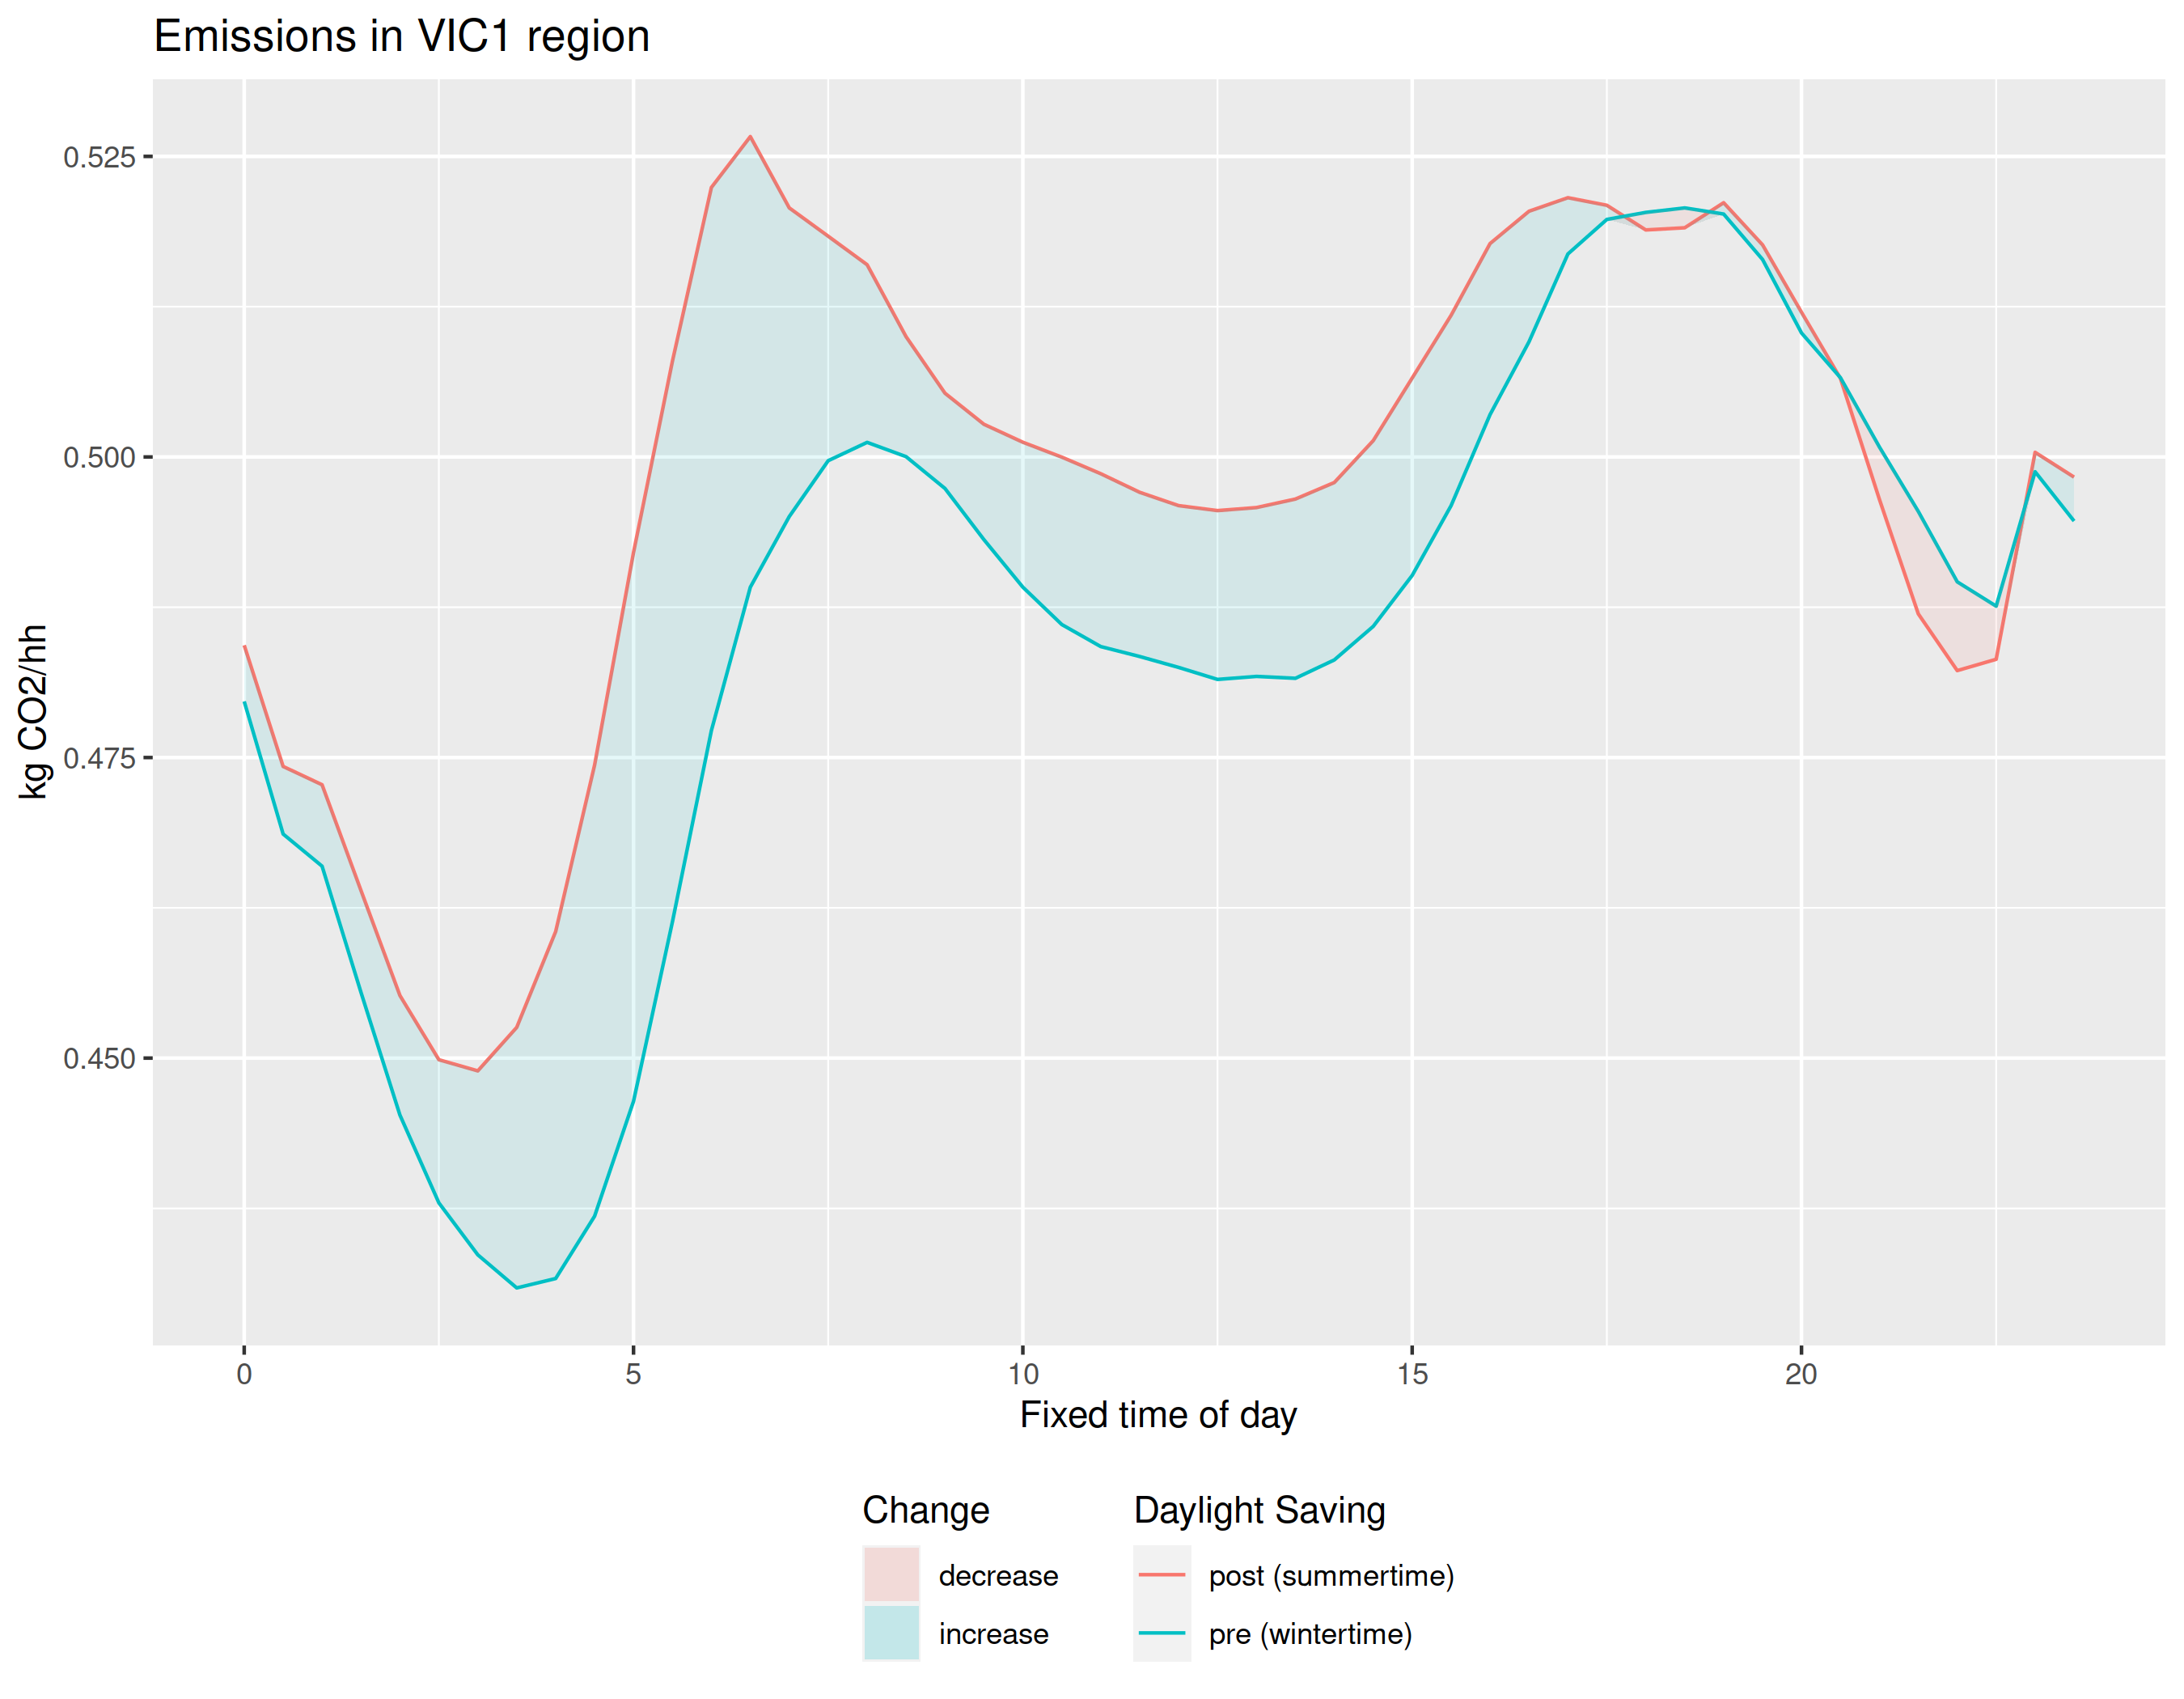 Emissions in VIC1 region
kg CO2/hh
0.525
0.500
0.475
0.450
0 5 10 15 20
Fixed time of day
Change
decrease
increase
Daylight Saving
post (summertime)
pre (wintertime)